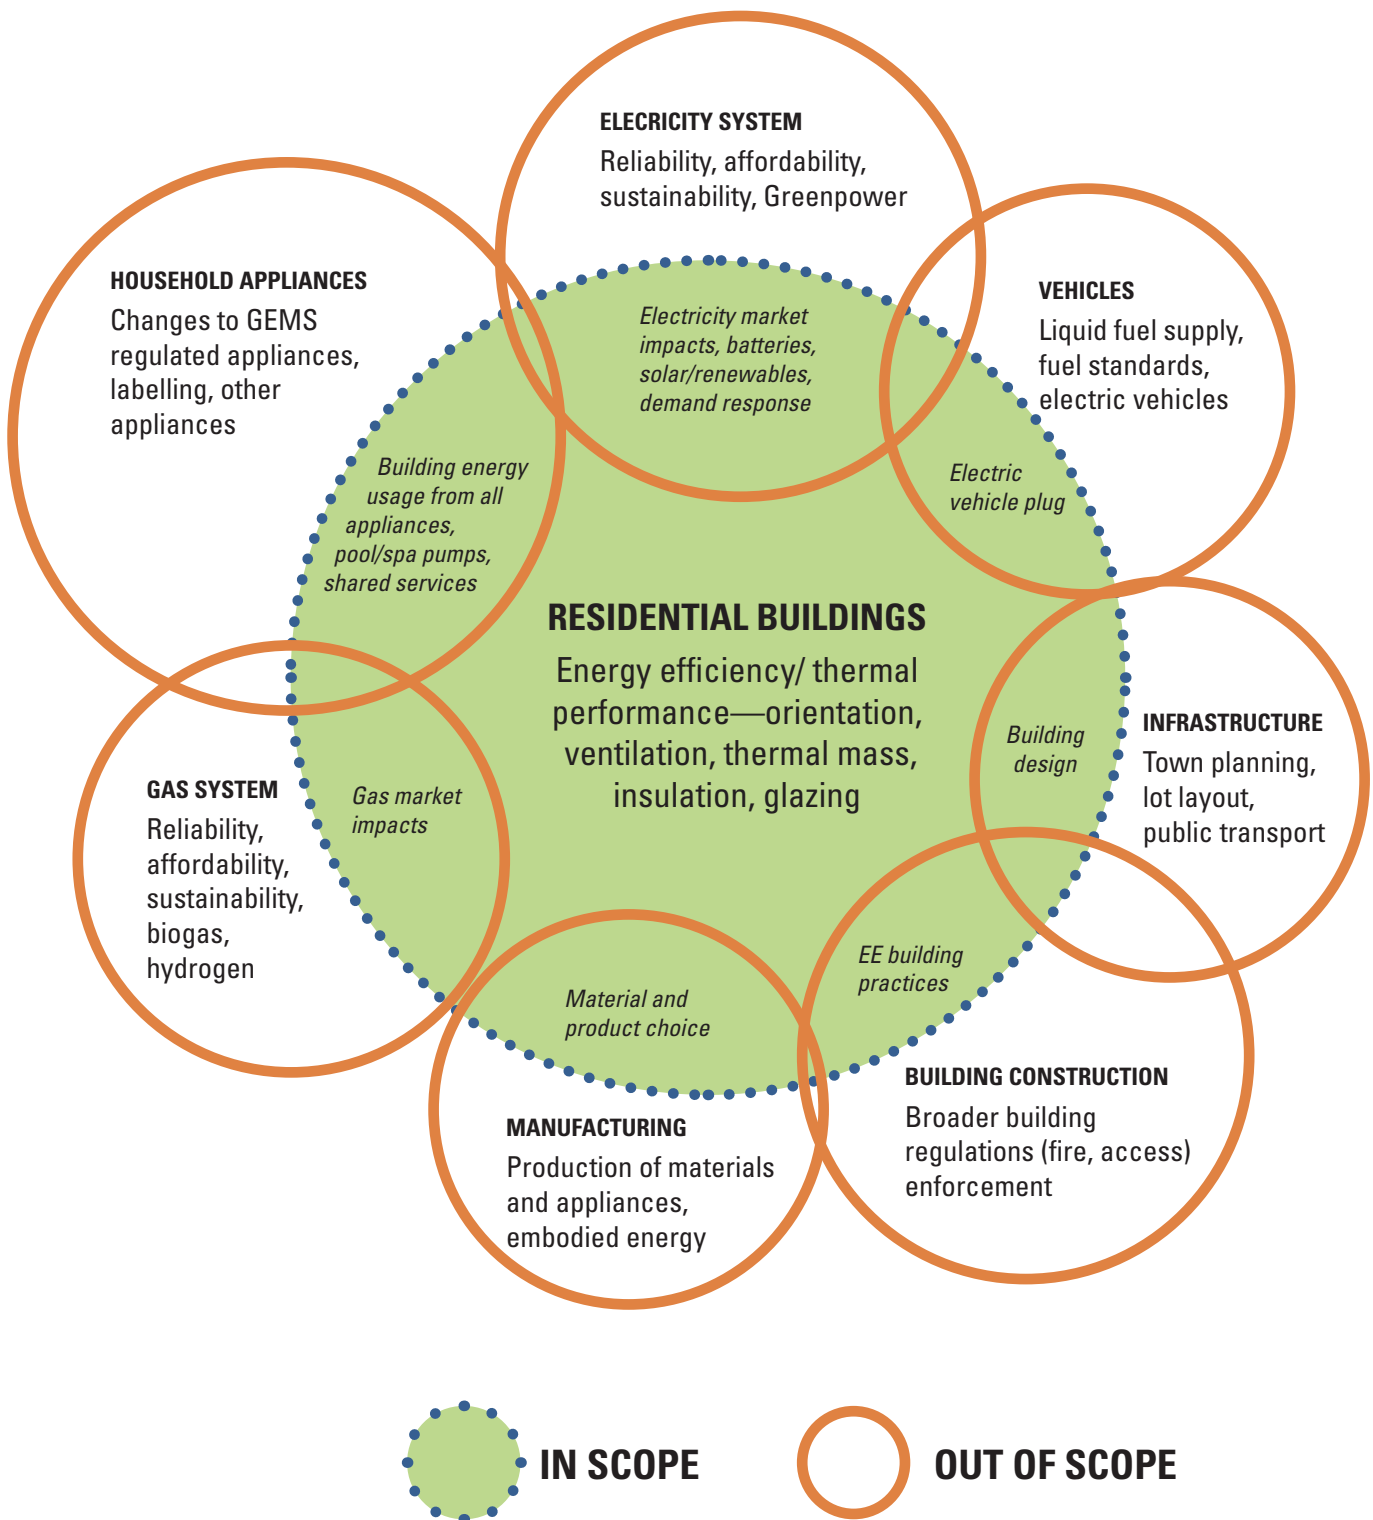 ELECRICITY SYSTEM
Reliability, affordability,
sustainability, Greenpower
HOUSEHOLD APPLIANCES
Changes to GEMS
regulated appliances,
labelling, other
appliances
VEHICLES
Liquid fuel supply,
fuel standards,
electric vehicles
Electricity market
impacts, batteries,
solar/renewables,
demand response
Building energy
usage from all
appliances,
pool/spa pumps,
shared services
Electric
vehicle plug
RESIDENTIAL BUILDINGS
Energy efficiency/ thermal
performance—orientation,
ventilation, thermal mass,
insulation, glazing
Building
design
INFRASTRUCTURE
Town planning,
lot layout,
public transport
GAS SYSTEM
Reliability,
affordability,
sustainability,
biogas,
hydrogen
Gas market
impacts
EE building
practices
Material and
product choice
BUILDING CONSTRUCTION
Broader building
regulations (fire, access)
enforcement
MANUFACTURING
Production of materials
and appliances,
embodied energy
IN SCOPE
OUT OF SCOPE